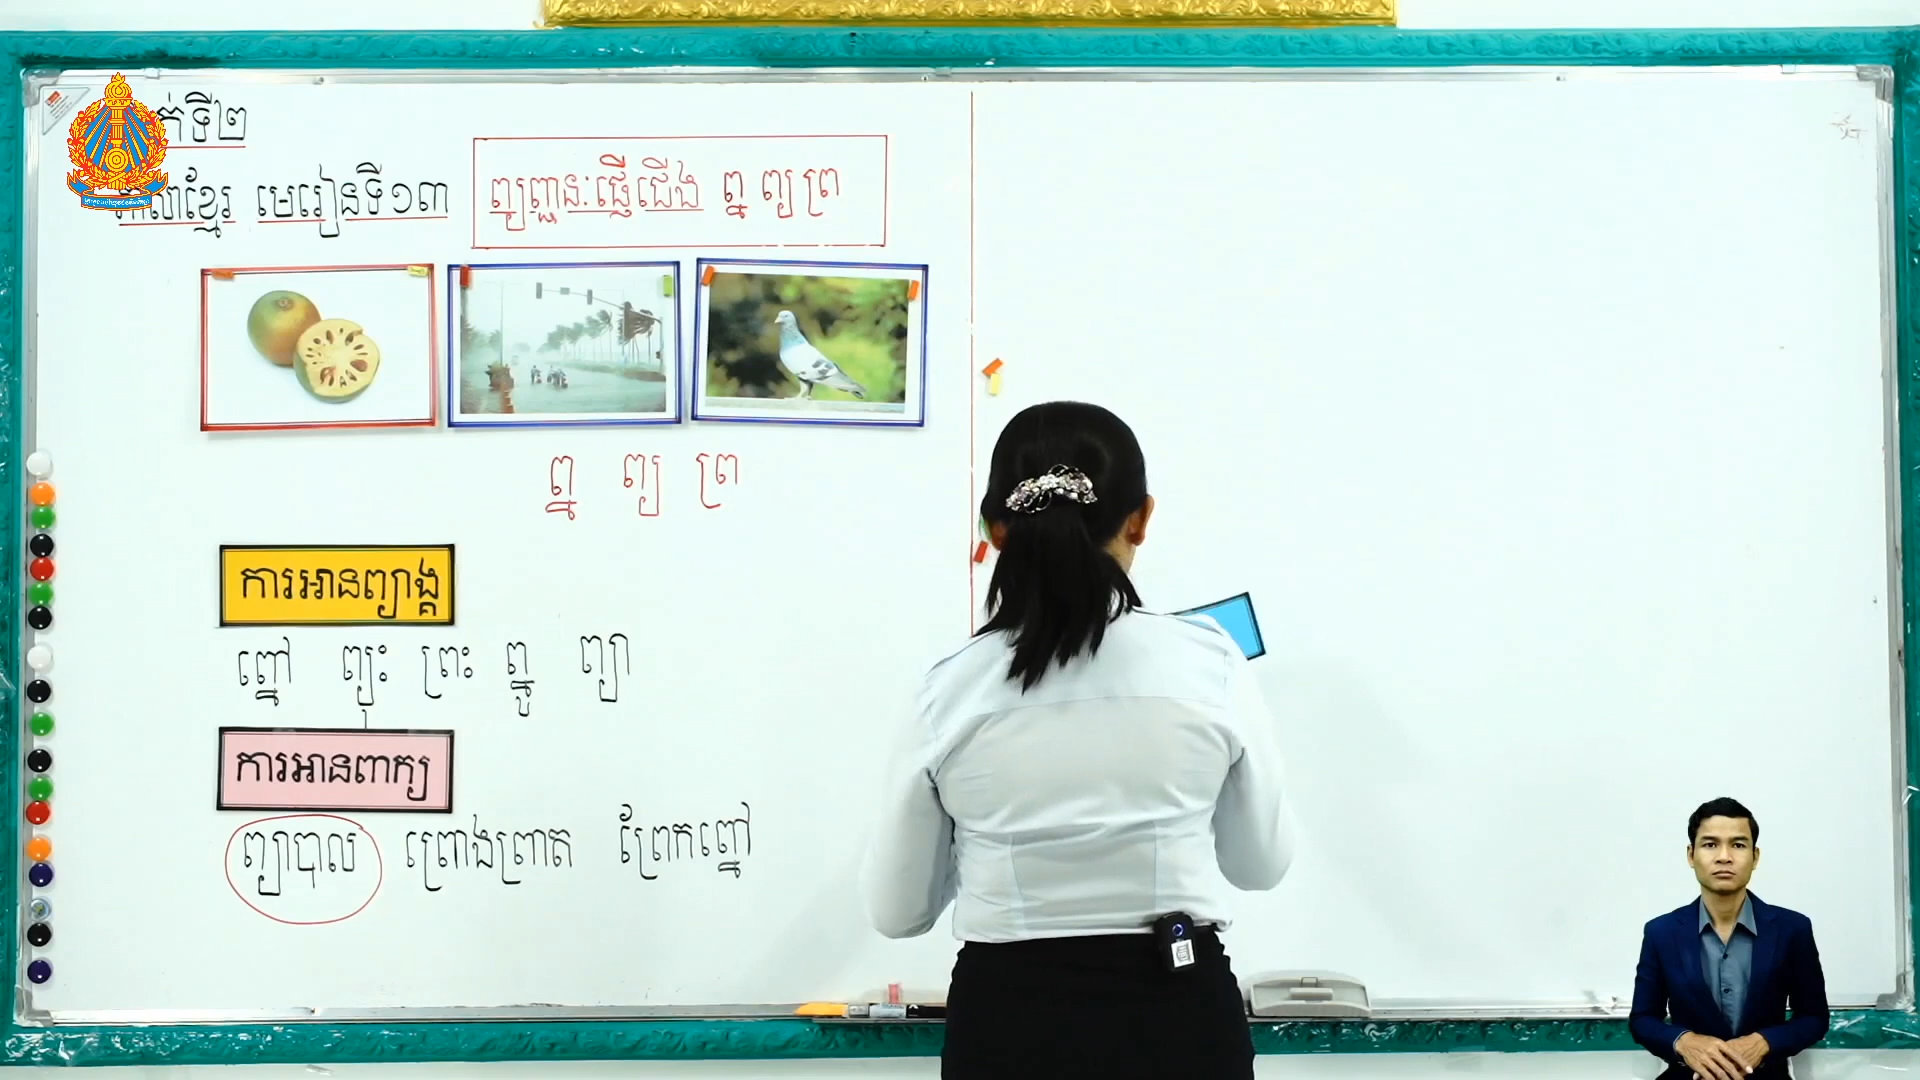 ថ្នាក់ទី២
ភាសាខ្មែរ មេរៀនទី១៣ ព្យញ្ជនៈផ្ញើជើង ព្ន ព្យ ព្រ
ព្ន ព្យ ព្រ
ការអានព្យាង្គ
ព្នៅ ព្យុះ ព្រះ ព្នូ ព្យា
ការអានពាក្យ
ព្យាបាល ព្រោងព្រាត ព្រែកព្នៅ